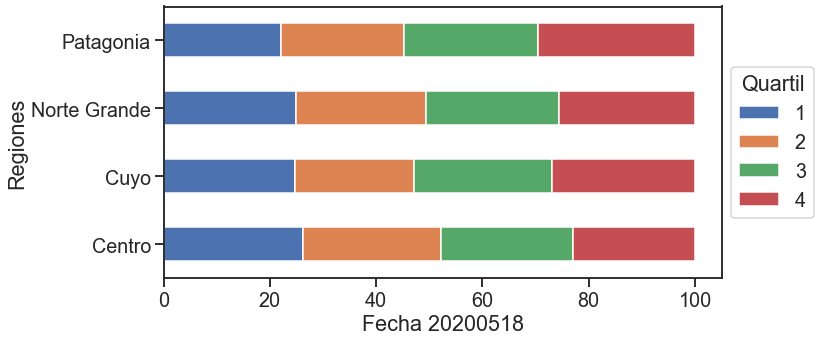 Regiones
Patagonia
Norte Grande
Cuyo
Centro
0 20 40 60 80 100
Fecha 20200518
Quartil
1
2
3
4